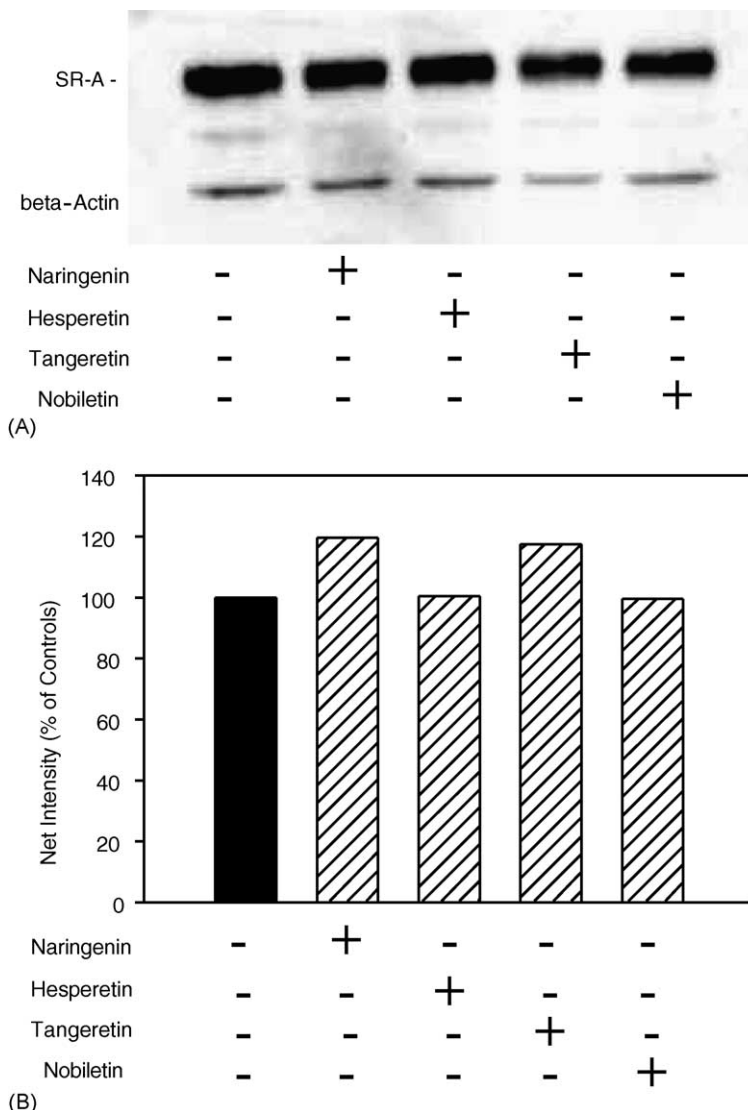 SR-A -
beta-Actin
Naringenin - + - - -
Hesperetin - - + - -
Tangeretin - - - + -
Nobiletin - - - - +
(A)
140
120
100
80
60
40
20
0
Net Intensity (% of Controls)
Naringenin - + - - -
Hesperetin - - + - -
Tangeretin - - - + -
Nobiletin - - - - +
(B)